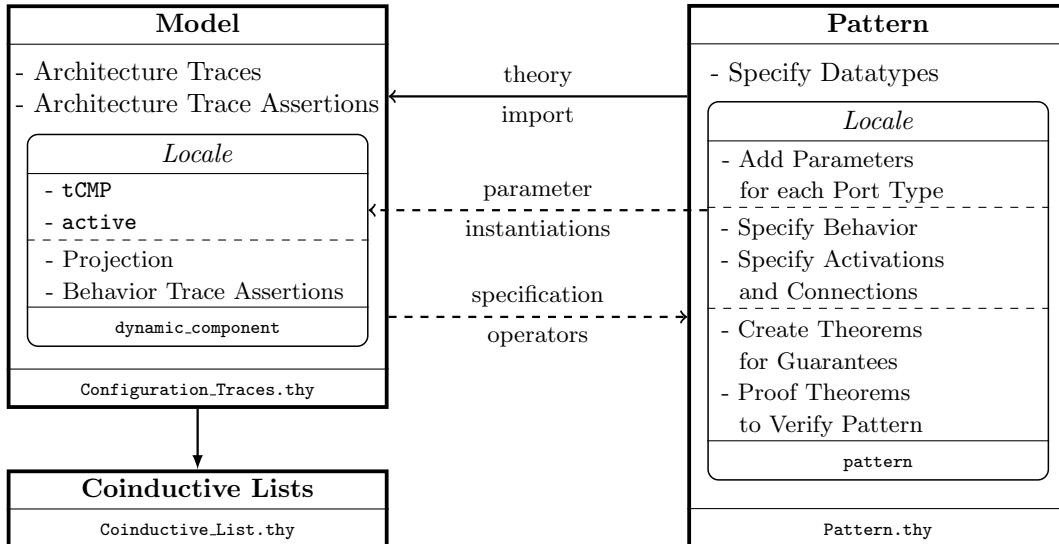 Model
- Architecture Traces
- Architecture Trace Assertions
Locale
- tCMP
- active
- Projection
- Behavior Trace Assertions
dynamic_component
Configuration_Traces.thy
Coinductive Lists
Coinductive_List.thy
theory
import
parameter
instantiations
specification
operators
Pattern
- Specify Datatypes
Locale
- Add Parameters
for each Port Type
- Specify Behavior
- Specify Activations
and Connections
- Create Theorems
for Guarantees
- Proof Theorems
to Verify Pattern
pattern
Pattern.thy